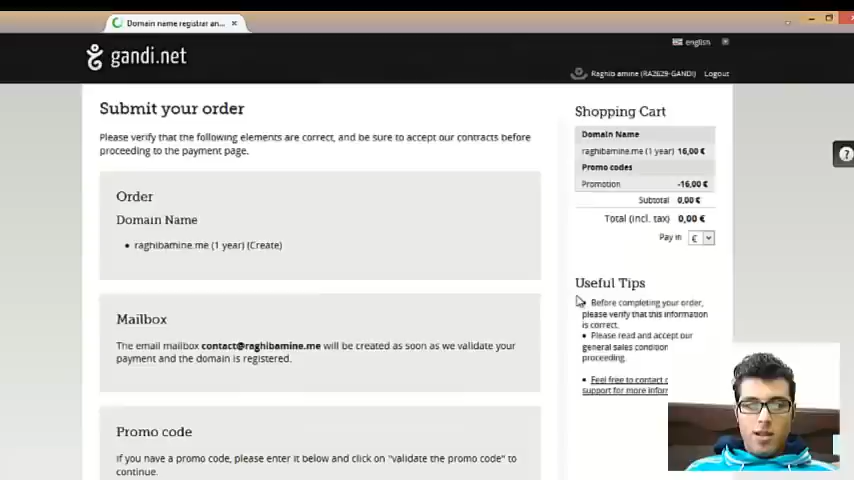 Domain name registrar an...
english
gandi.net
Raghib amine (RA2629-GANDI) Logout
Submit your order
Please verify that the following elements are correct, and be sure to accept our contracts before
proceeding to the payment page.
Order
Domain Name
raghibamine.me (1 year) (Create)
Mailbox
The email mailbox contact@raghibamine.me will be created as soon as we validate your
payment and the domain is registered.
Promo code
If you have a promo code, please enter it below and click on "validate the promo code" to
continue.
Shopping Cart
Domain Name
raghibamine.me (1 year) 16,00 €
Promo codes
Promotion -16,00 €
Subtotal 0,00 €
Total (incl. tax) 0,00 €
Pay in €
Useful Tips
Before completing your order,
please verify that this information
is correct.
Please read and accept our
general sales condition
proceeding.
Feel free to contact
support for more
?